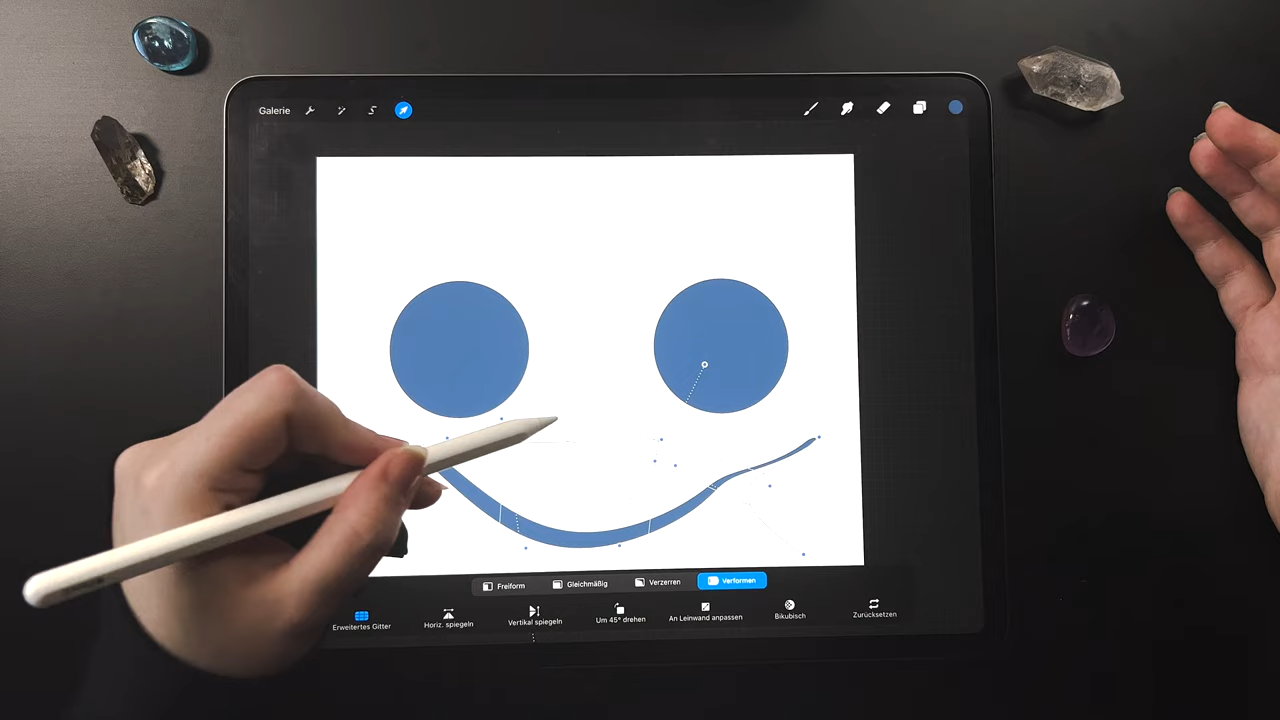 Galerie
Freiform
Gleichmäßig
Verzerren
Verformen
Erweitertes Gitter
Horiz. spiegeln
Vertikal spiegeln
Um 45° drehen
An Leinwand anpassen
Bikubisch
Zurücksetzen